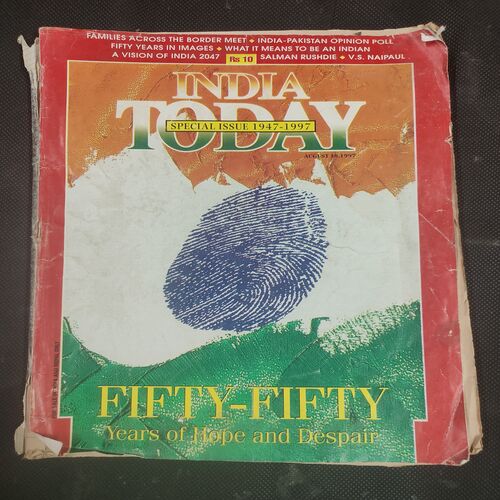 FAMILIES ACROSS THE BORDER MEET • INDIA-PAKISTAN OPINION POLL
FIFTY YEARS IN IMAGES • WHAT IT MEANS TO BE AN INDIAN
A VISION OF INDIA 2047 Rs 10 SALMAN RUSHDIE • V.S. NAIPAUL
INDIA
TODAY
SPECIAL ISSUE 1947-1997
AUGUST 18, 1997
FIFTY-FIFTY
Years of Hope and Despair